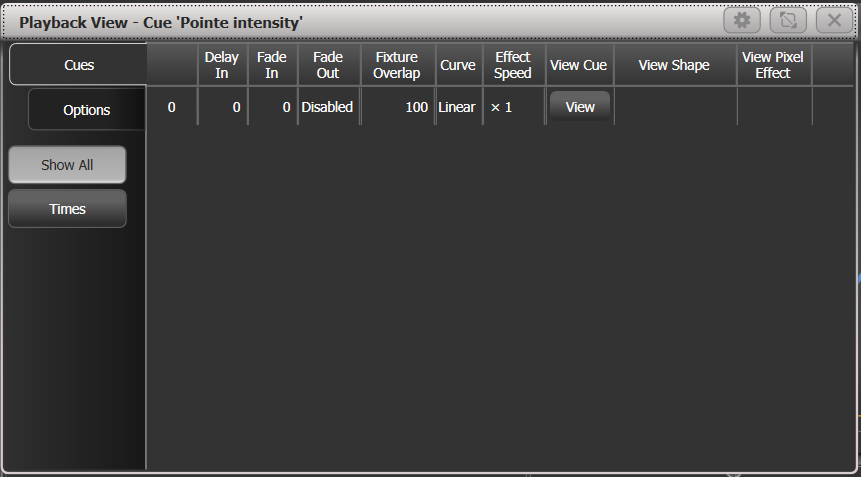 Playback View - Cue 'Pointe intensity'
Cues
Options
Show All
Times
Delay In
Fade In
Fade Out
Fixture Overlap
Curve
Effect Speed
View Cue
View Shape
View Pixel Effect
0 0 0 Disabled 100 Linear × 1 View